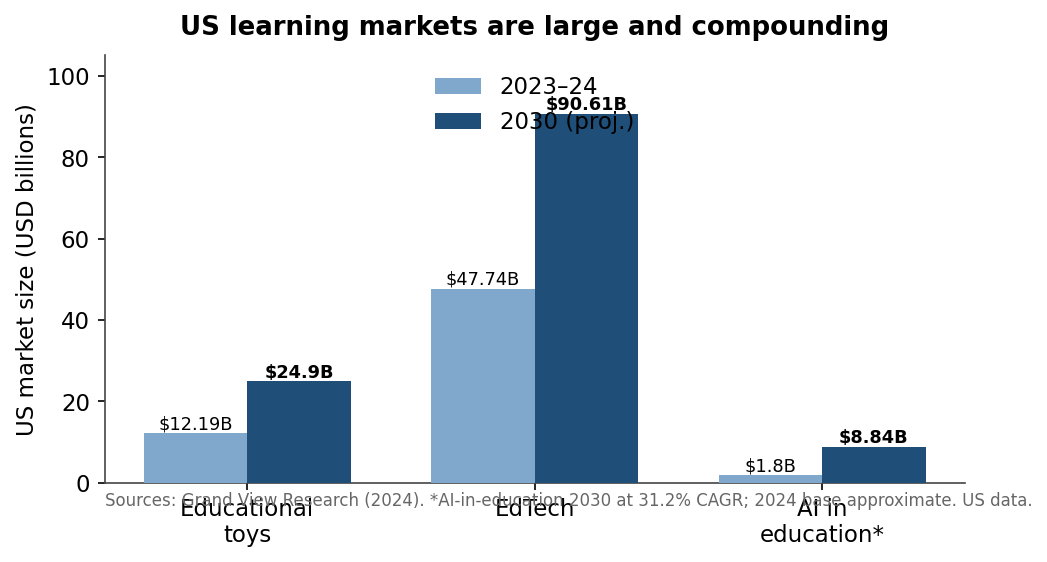 US learning markets are large and compounding
US market size (USD billions)
100
80
60
40
20
0
2023–24
2030 (proj.)
$12.19B
$24.9B
$47.74B
$90.61B
$1.8B
$8.84B
Sources: Grand View Research (2024). *AI-in-education 2030 at 31.2% CAGR; 2024 base approximate. US data.
Educational
toys
EdTech
AI in
education*